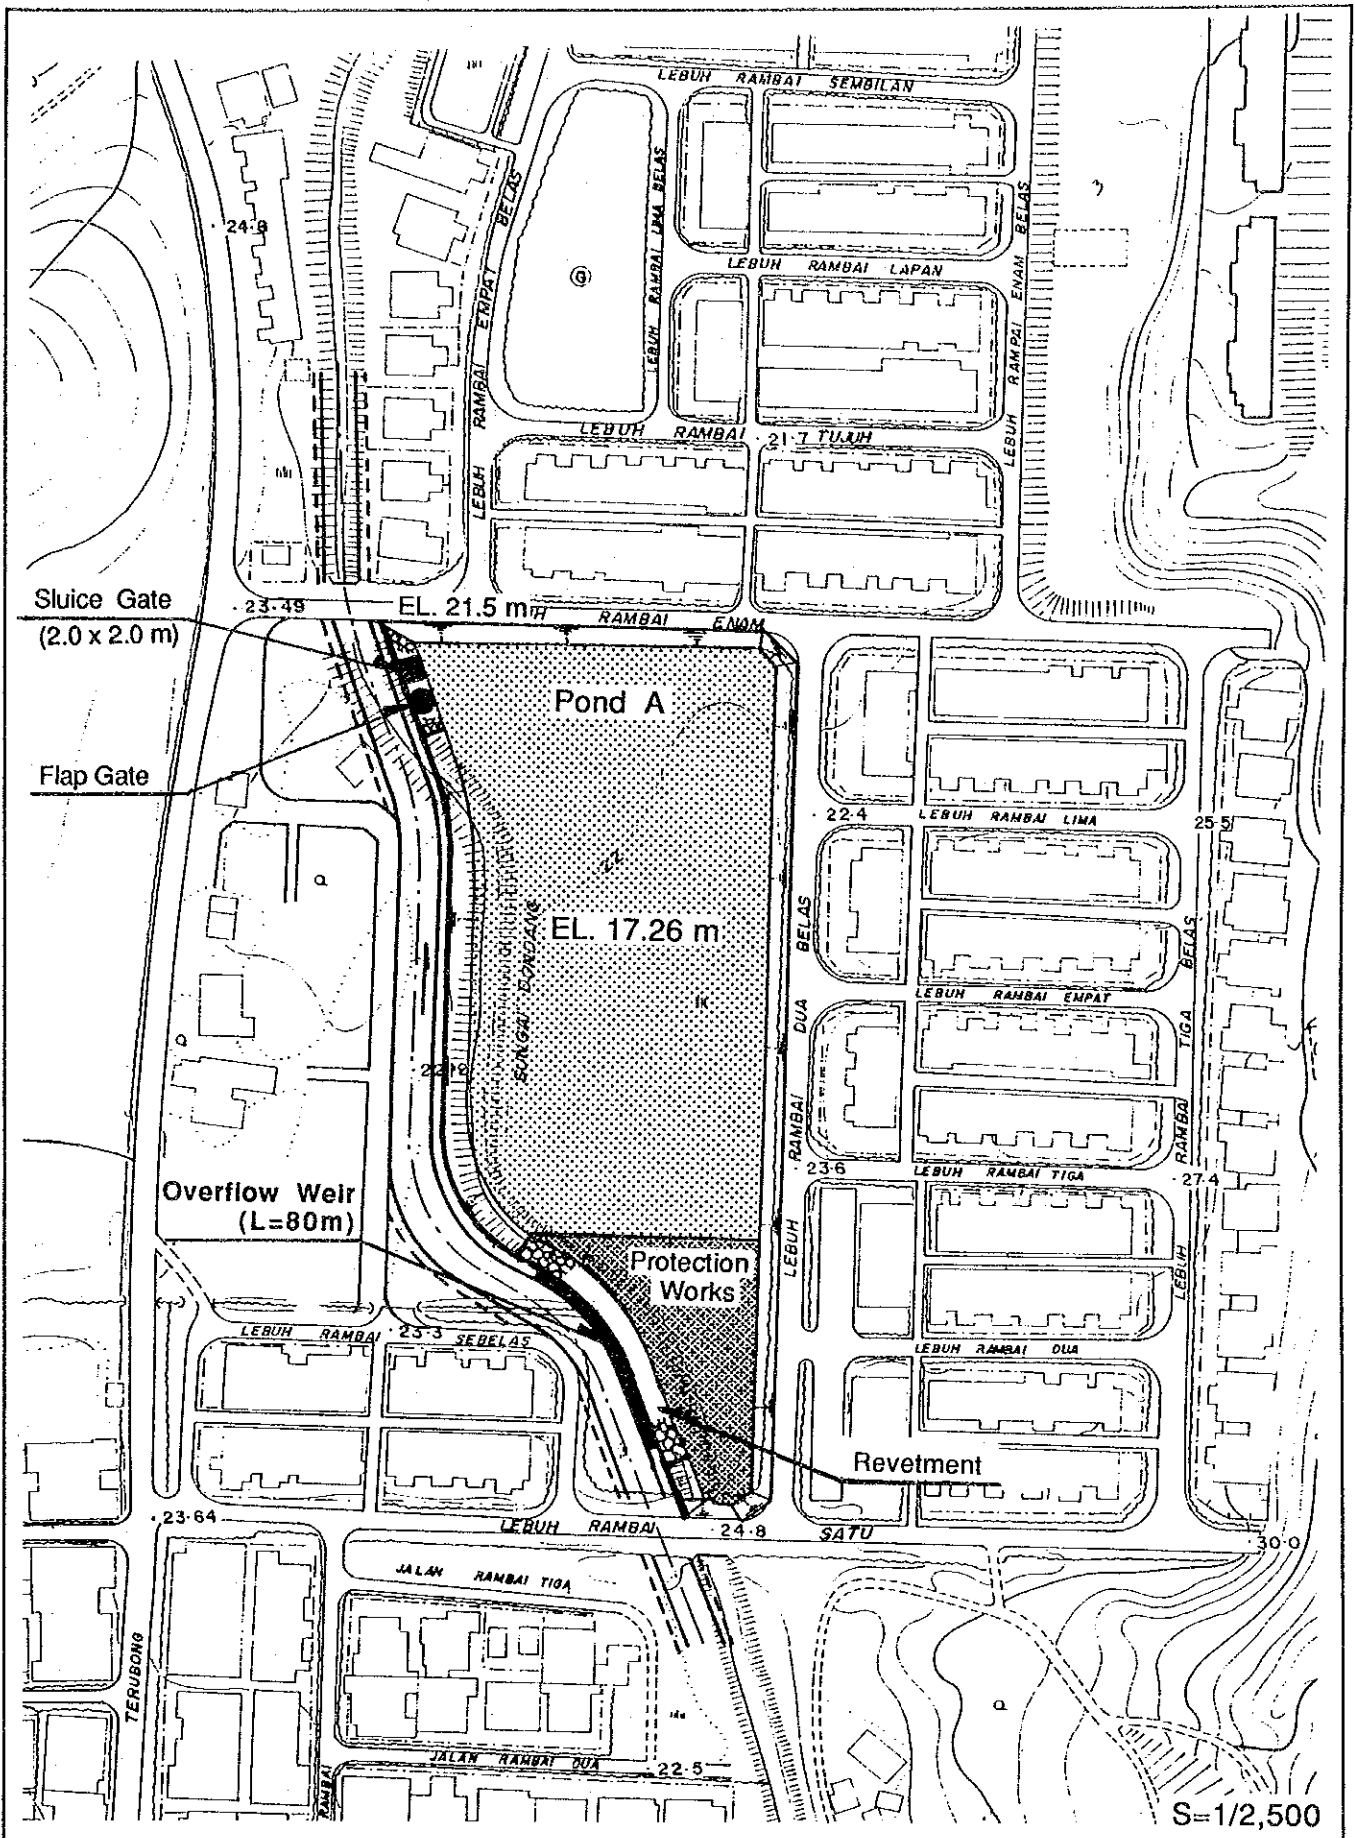 LEBUH RAMBAI SEMBILAN
LEBUH RAMBAI LIMA BELAS
LEBUH RAMBAI EMPAT BELAS
24.8
G
LEBUH RAMBAI LAPAN
LEBUH RAMPAI ENAM BELAS
LEBUH RAMBAI TUJUH
21.7
Sluice Gate
(2.0 x 2.0 m)
23.49
EL. 21.5 m
H RAMBAI ENAM
Pond A
Flap Gate
22.4
LEBUH RAMBAI LIMA
25.5
EL. 17.26 m
SUNGAI DONDANG
LEBUH RAMBAI DUA BELAS
LEBUH RAMBAI EMPAT
LEBUH RAMBAI TIGA BELAS
23.6
LEBUH RAMBAI TIGA
27.4
Overflow Weir
(L=80m)
Protection
Works
LEBUH RAMBAI SEBELAS
23.3
LEBUH RAMBAI DUA
Revetment
23.64
LEBUH RAMBAI SATU
24.8
30.0
JALAN RAMBAI TIGA
TERUBONG
JALAN RAMBAI DUA
22.5
RAMBAI
S=1/2,500